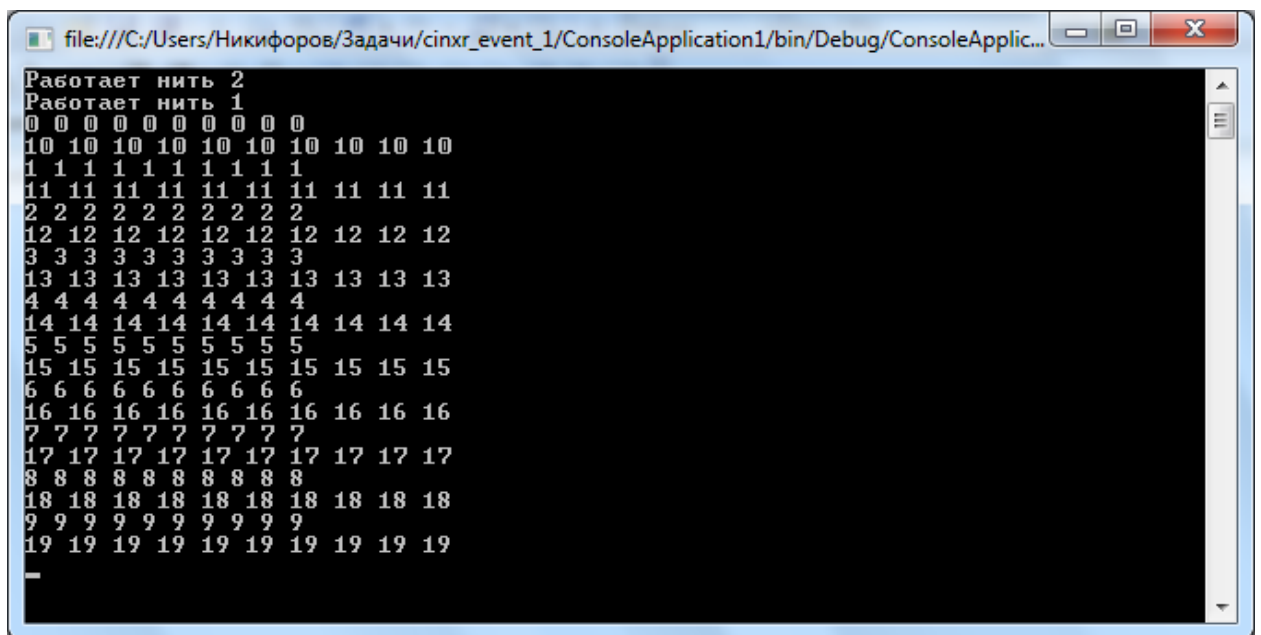 file:///C:/Users/Никифоров/Задачи/cinxr_event_1/ConsoleApplication1/bin/Debug/ConsoleApplic...
Работает нить 2
Работает нить 1
0 0 0 0 0 0 0 0 0 0
10 10 10 10 10 10 10 10 10 10
1 1 1 1 1 1 1 1 1 1
11 11 11 11 11 11 11 11 11 11
2 2 2 2 2 2 2 2 2 2
12 12 12 12 12 12 12 12 12 12
3 3 3 3 3 3 3 3 3 3
13 13 13 13 13 13 13 13 13 13
4 4 4 4 4 4 4 4 4 4
14 14 14 14 14 14 14 14 14 14
5 5 5 5 5 5 5 5 5 5
15 15 15 15 15 15 15 15 15 15
6 6 6 6 6 6 6 6 6 6
16 16 16 16 16 16 16 16 16 16
7 7 7 7 7 7 7 7 7 7
17 17 17 17 17 17 17 17 17 17
8 8 8 8 8 8 8 8 8 8
18 18 18 18 18 18 18 18 18 18
9 9 9 9 9 9 9 9 9 9
19 19 19 19 19 19 19 19 19 19